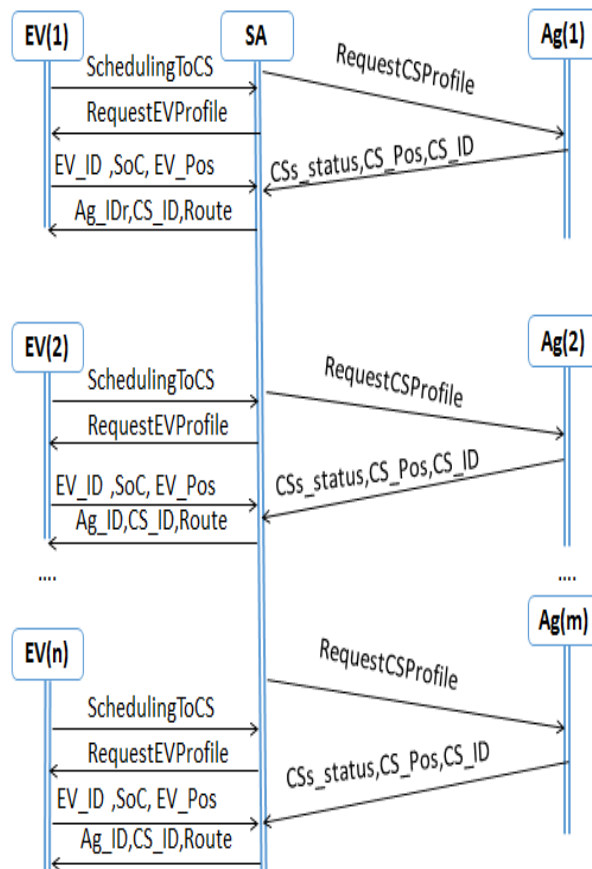 EV(1) SA Ag(1)
SchedulingToCS RequestCSProfile
RequestEVProfile
EV_ID ,SoC, EV_Pos CSs_status,CS_Pos,CS_ID
Ag_IDr,CS_ID,Route
EV(2) Ag(2)
SchedulingToCS RequestCSProfile
RequestEVProfile
EV_ID ,SoC, EV_Pos CSs_status,CS_Pos,CS_ID
Ag_ID,CS_ID,Route
.... ....
EV(n) Ag(m)
RequestCSProfile
SchedulingToCS
RequestEVProfile CSs_status,CS_Pos,CS_ID
EV_ID ,SoC, EV_Pos
Ag_ID,CS_ID,Route